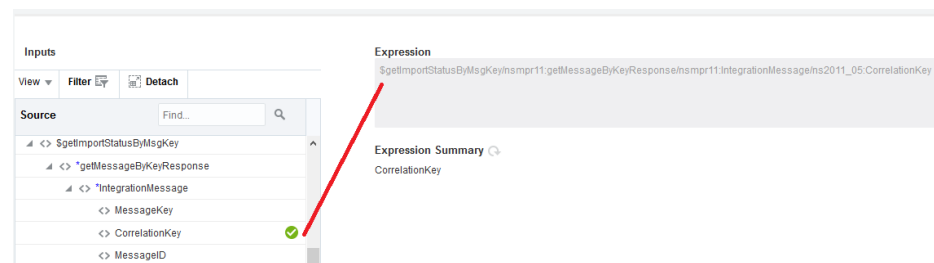 Inputs
View
Filter
Detach
Source
Find...
$getImportStatusByMsgKey
*getMessageByKeyResponse
*IntegrationMessage
<> MessageKey
<> CorrelationKey
<> MessageID
Expression
$getImportStatusByMsgKey/nsmpr11:getMessageByKeyResponse/nsmpr11:IntegrationMessage/ns2011_05:CorrelationKey
Expression Summary
CorrelationKey